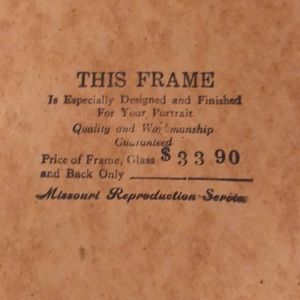 THIS FRAME
Is Especially Designed and Finished
For Your Portrait
Quality and Workmanship
Guaranteed
Price of Frame, Glass $33 90
and Back Only
Missouri Reproduction Service